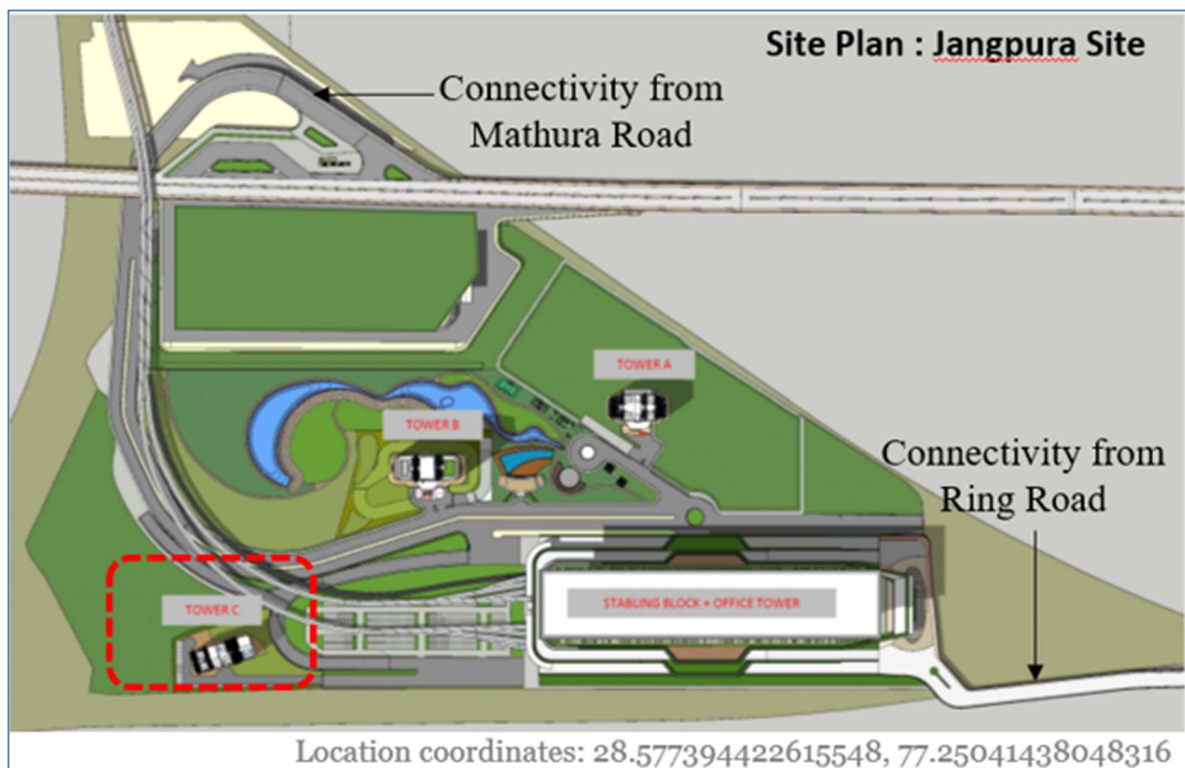 Site Plan : Jangpura Site
Connectivity from
Mathura Road
TOWER A
TOWER B
Connectivity from
Ring Road
TOWER C
STABLING BLOCK + OFFICE TOWER
Location coordinates: 28.577394422615548, 77.25041438048316